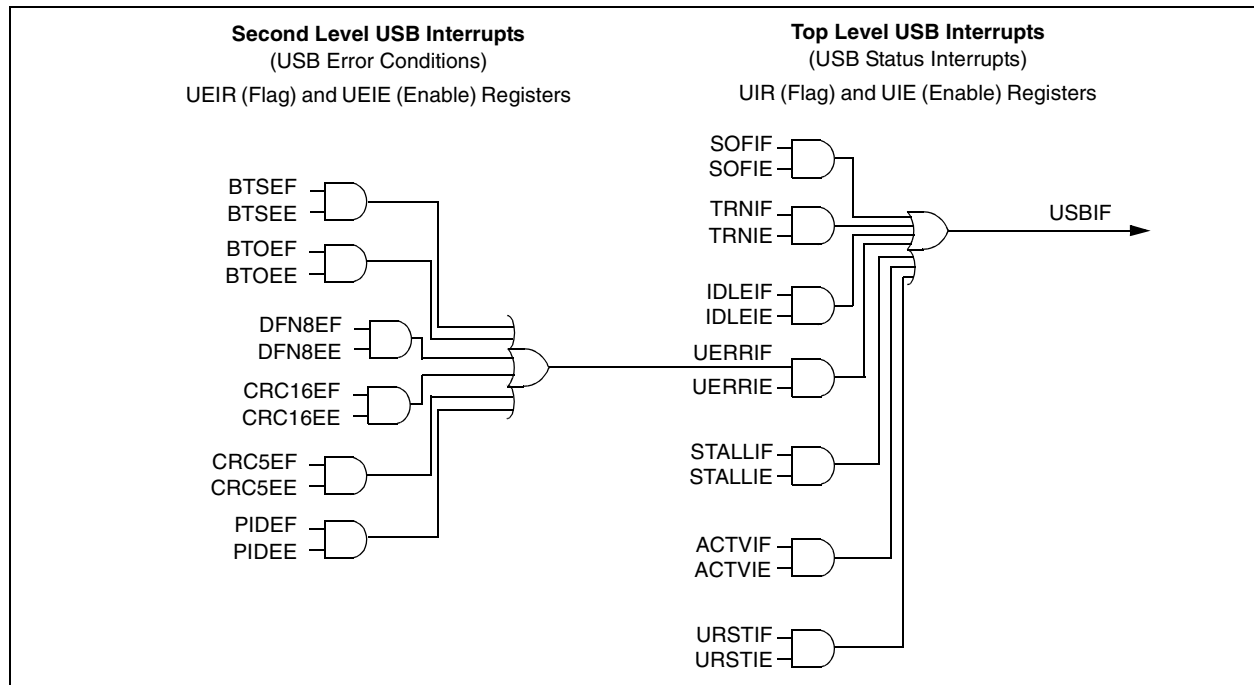 Second Level USB Interrupts
(USB Error Conditions)
UEIR (Flag) and UEIE (Enable) Registers
BTSEF
BTSEE
BTOEF
BTOEE
DFN8EF
DFN8EE
CRC16EF
CRC16EE
CRC5EF
CRC5EE
PIDEF
PIDEE
Top Level USB Interrupts
(USB Status Interrupts)
UIR (Flag) and UIE (Enable) Registers
SOFIF
SOFIE
TRNIF
TRNIE
IDLEIF
IDLEIE
UERRIF
UERRIE
STALLIF
STALLIE
ACTVIF
ACTVIE
URSTIF
URSTIE
USBIF